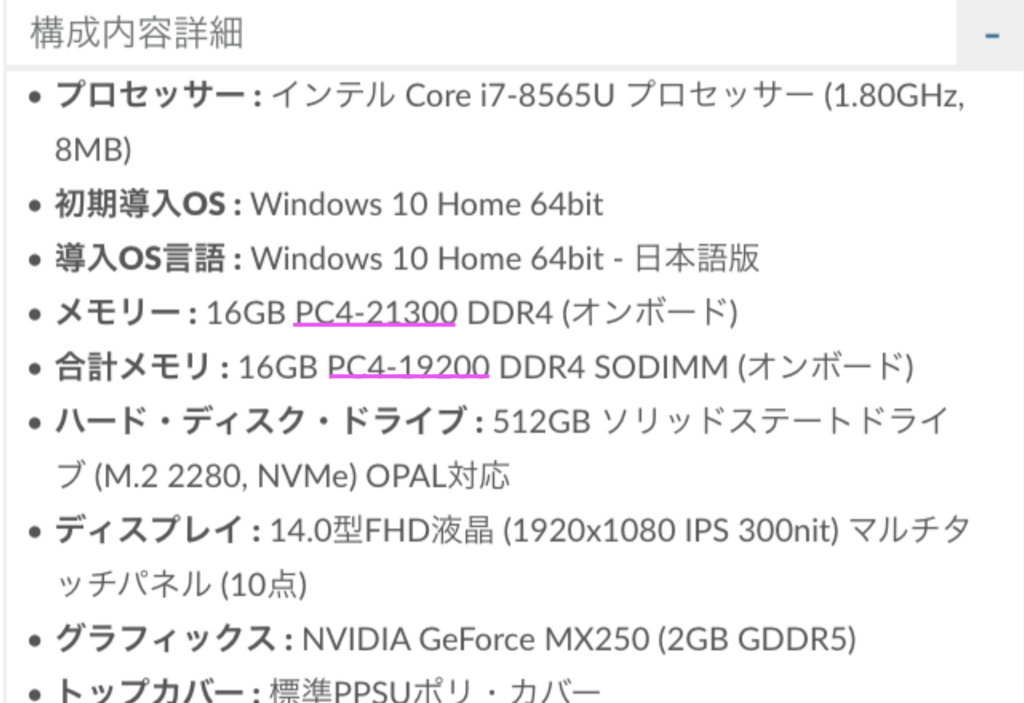 構成内容詳細 -
• プロセッサー : インテル Core i7-8565U プロセッサー (1.80GHz,
8MB)
• 初期導入OS : Windows 10 Home 64bit
• 導入OS言語 : Windows 10 Home 64bit - 日本語版
• メモリー : 16GB PC4-21300 DDR4 (オンボード)
• 合計メモリ : 16GB PC4-19200 DDR4 SODIMM (オンボード)
• ハード・ディスク・ドライブ : 512GB ソリッドステートドライ
ブ (M.2 2280, NVMe) OPAL対応
• ディスプレイ : 14.0型FHD液晶 (1920x1080 IPS 300nit) マルチタ
ッチパネル (10点)
• グラフィックス : NVIDIA GeForce MX250 (2GB GDDR5)
• トップカバー : 標準PPSUポリ・カバー